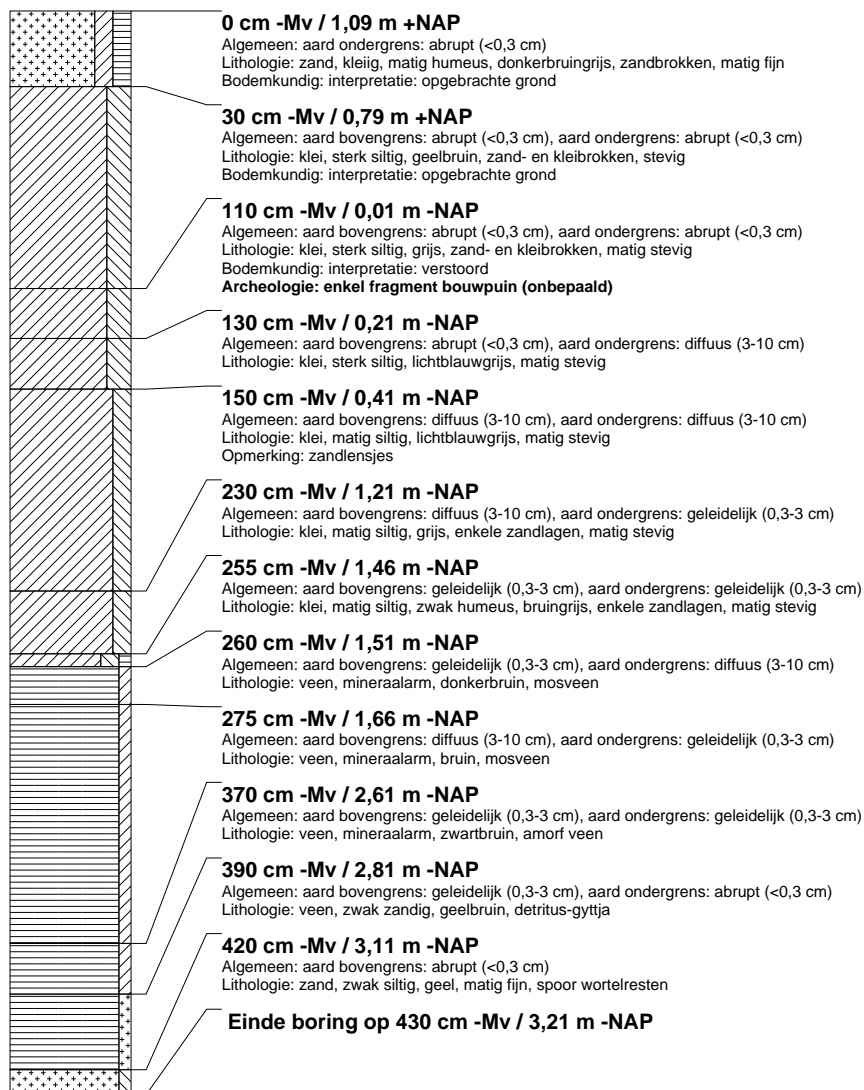 0 cm -Mv / 1,09 m +NAP
Algemeen: aard ondergrens: abrupt (<0,3 cm)
Lithologie: zand, kleiig, matig humeus, donkerbruingrijs, zandbrokken, matig fijn
Bodemkundig: interpretatie: opgebrachte grond
30 cm -Mv / 0,79 m +NAP
Algemeen: aard bovengrens: abrupt (<0,3 cm), aard ondergrens: abrupt (<0,3 cm)
Lithologie: klei, sterk siltig, geelbruin, zand- en kleibrokken, stevig
Bodemkundig: interpretatie: opgebrachte grond
110 cm -Mv / 0,01 m -NAP
Algemeen: aard bovengrens: abrupt (<0,3 cm), aard ondergrens: abrupt (<0,3 cm)
Lithologie: klei, sterk siltig, grijs, zand- en kleibrokken, matig stevig
Bodemkundig: interpretatie: verstoord
Archeologie: enkel fragment bouwpuin (onbepaald)
130 cm -Mv / 0,21 m -NAP
Algemeen: aard bovengrens: abrupt (<0,3 cm), aard ondergrens: diffuus (3-10 cm)
Lithologie: klei, sterk siltig, lichtblauwgrijs, matig stevig
150 cm -Mv / 0,41 m -NAP
Algemeen: aard bovengrens: diffuus (3-10 cm), aard ondergrens: diffuus (3-10 cm)
Lithologie: klei, matig siltig, lichtblauwgrijs, matig stevig
Opmerking: zandlensjes
230 cm -Mv / 1,21 m -NAP
Algemeen: aard bovengrens: diffuus (3-10 cm), aard ondergrens: geleidelijk (0,3-3 cm)
Lithologie: klei, matig siltig, grijs, enkele zandlagen, matig stevig
255 cm -Mv / 1,46 m -NAP
Algemeen: aard bovengrens: geleidelijk (0,3-3 cm), aard ondergrens: geleidelijk (0,3-3 cm)
Lithologie: klei, matig siltig, zwak humeus, bruingrijs, enkele zandlagen, matig stevig
260 cm -Mv / 1,51 m -NAP
Algemeen: aard bovengrens: geleidelijk (0,3-3 cm), aard ondergrens: diffuus (3-10 cm)
Lithologie: veen, mineraalarm, donkerbruin, mosveen
275 cm -Mv / 1,66 m -NAP
Algemeen: aard bovengrens: diffuus (3-10 cm), aard ondergrens: geleidelijk (0,3-3 cm)
Lithologie: veen, mineraalarm, bruin, mosveen
370 cm -Mv / 2,61 m -NAP
Algemeen: aard bovengrens: geleidelijk (0,3-3 cm), aard ondergrens: geleidelijk (0,3-3 cm)
Lithologie: veen, mineraalarm, zwartbruin, amorf veen
390 cm -Mv / 2,81 m -NAP
Algemeen: aard bovengrens: geleidelijk (0,3-3 cm), aard ondergrens: abrupt (<0,3 cm)
Lithologie: veen, zwak zandig, geelbruin, detritus-gyttja
420 cm -Mv / 3,11 m -NAP
Algemeen: aard bovengrens: abrupt (<0,3 cm)
Lithologie: zand, zwak siltig, geel, matig fijn, spoor wortelresten
Einde boring op 430 cm -Mv / 3,21 m -NAP